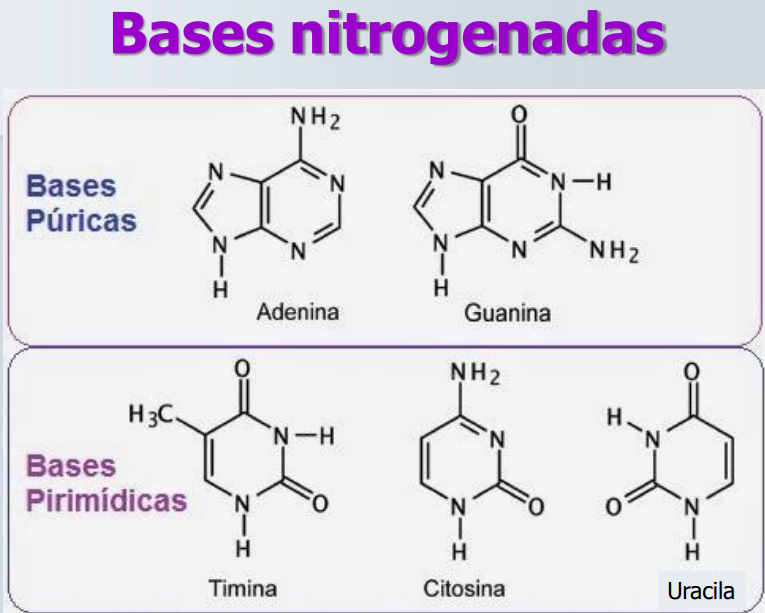 Bases nitrogenadas
NH2
O
Bases
Púricas
N
N
N
N
H
N
N
H
N
H
N
N
NH2
Adenina
Guanina
O
H3C
N
H
N
O
H
NH2
N
N
O
H
O
H
N
O
N
H
Bases
Pirimídicas
Timina
Citosina
Uracila